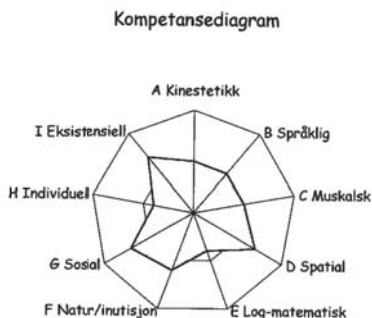 Kompetansediagram
A Kinestetikk
B Språklig
C Muskalsk
D Spatial
E Log-matematisk
F Natur/inutisjon
G Sosial
H Individuell
I Eksistensiell